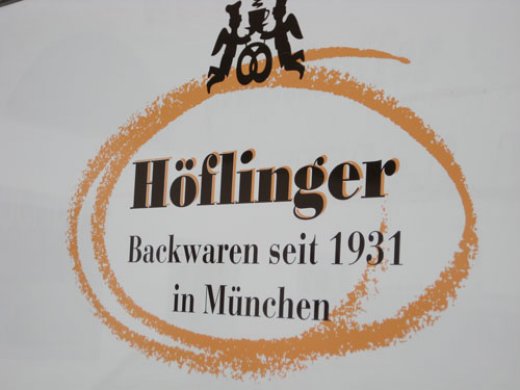 Höflinger
Backwaren seit 1931
in München